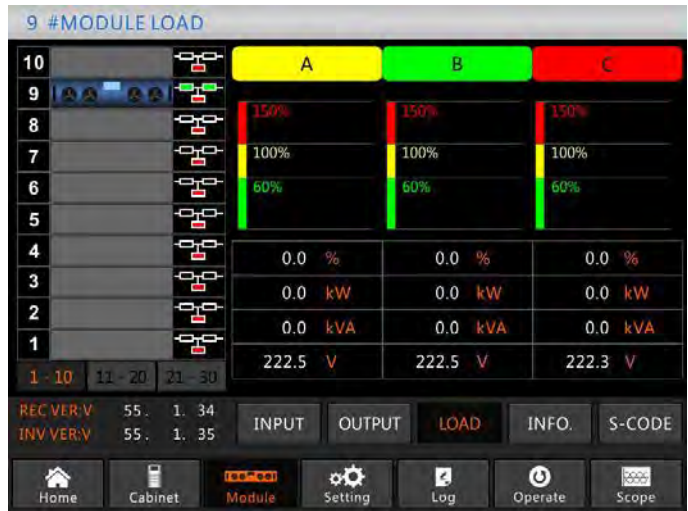 9 #MODULE LOAD
10
9
8
7
6
5
4
3
2
1
1 - 10 11 - 20 21 - 30
REC VER:V 55. 1. 34
INV VER:V 55. 1. 35
A B C
150% 150% 150%
100% 100% 100%
60% 60% 60%
0.0 % 0.0 % 0.0 %
0.0 kW 0.0 kW 0.0 kW
0.0 kVA 0.0 kVA 0.0 kVA
222.5 V 222.5 V 222.3 V
INPUT OUTPUT LOAD INFO. S-CODE
Home Cabinet Module Setting Log Operate Scope